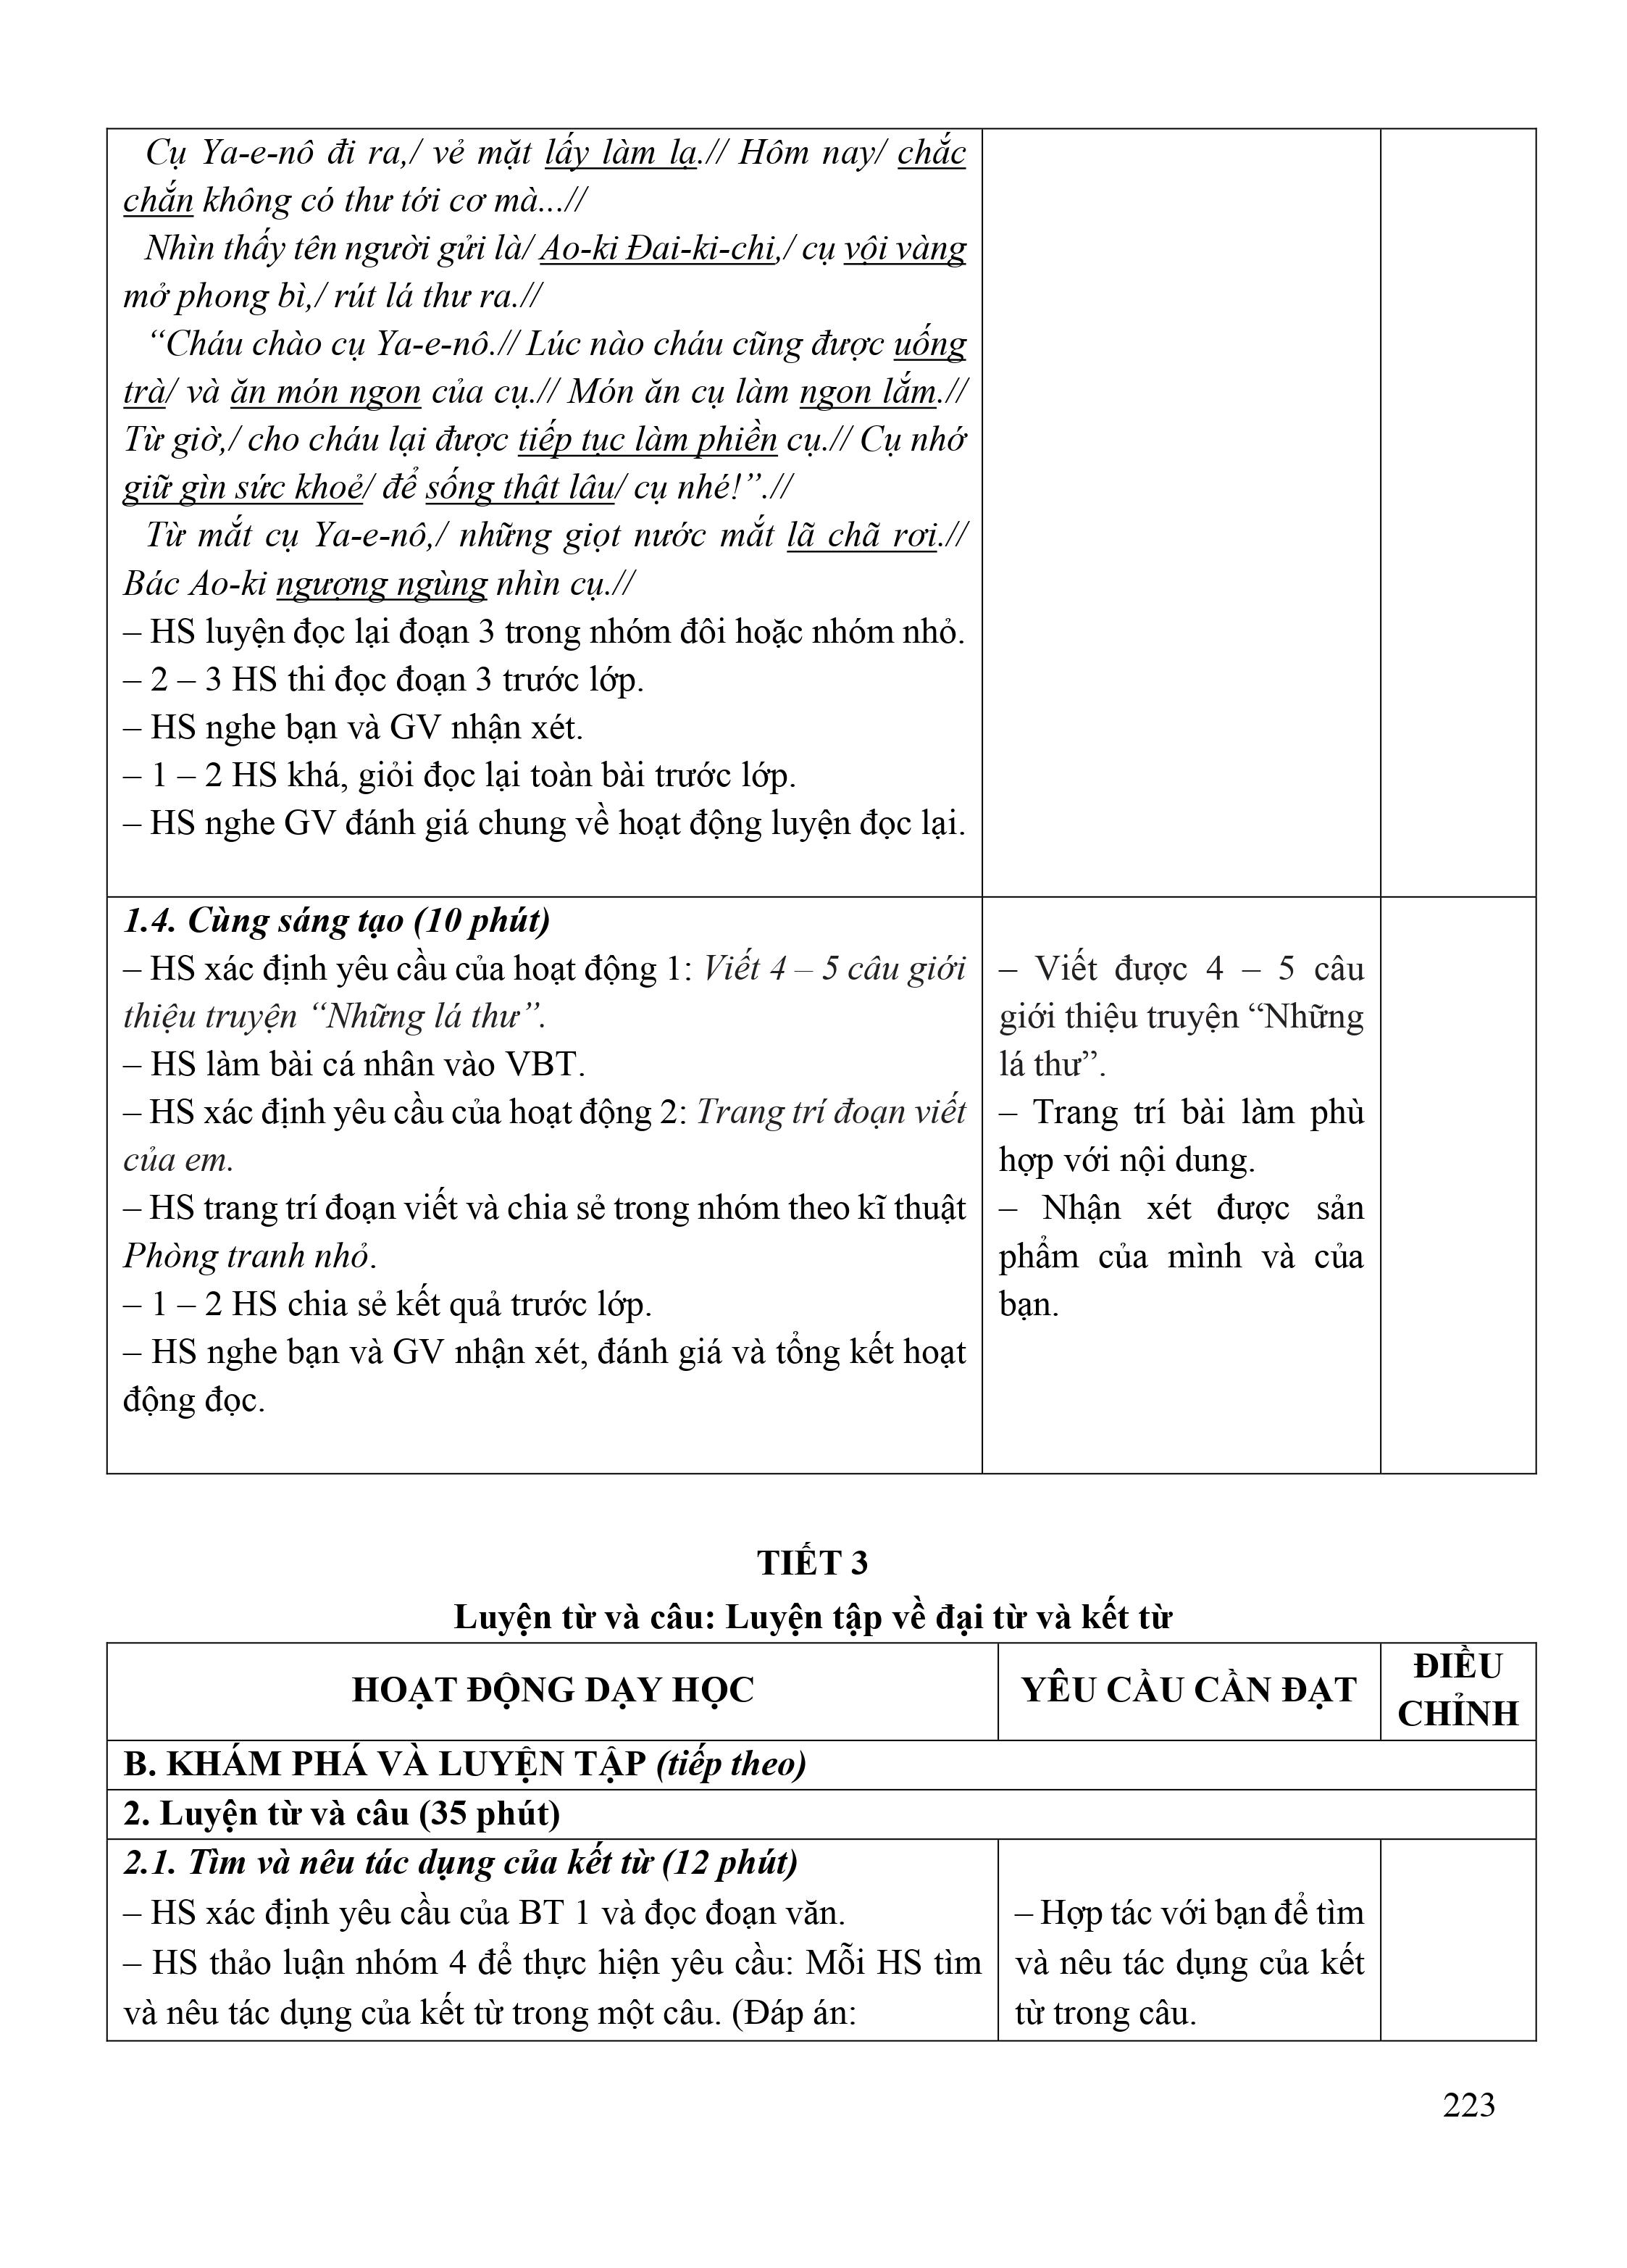 Cụ Ya-e-nô đi ra,/ vẻ mặt lấy làm lạ.// Hôm nay/ chắc
chắn không có thư tới cơ mà...//
Nhìn thấy tên người gửi là/ Ao-ki Đai-ki-chi,/ cụ vội vàng
mở phong bì,/ rút lá thư ra.//
“Cháu chào cụ Ya-e-nô.// Lúc nào cháu cũng được uống
trà/ và ăn món ngon của cụ.// Món ăn cụ làm ngon lắm.//
Từ giờ,/ cho cháu lại được tiếp tục làm phiền cụ.// Cụ nhớ
giữ gìn sức khoẻ/ để sống thật lâu/ cụ nhé!”.//
Từ mắt cụ Ya-e-nô,/ những giọt nước mắt lã chã rơi.//
Bác Ao-ki ngượng ngùng nhìn cụ.//
– HS luyện đọc lại đoạn 3 trong nhóm đôi hoặc nhóm nhỏ.
– 2 – 3 HS thi đọc đoạn 3 trước lớp.
– HS nghe bạn và GV nhận xét.
– 1 – 2 HS khá, giỏi đọc lại toàn bài trước lớp.
– HS nghe GV đánh giá chung về hoạt động luyện đọc lại.
1.4. Cùng sáng tạo (10 phút)
– HS xác định yêu cầu của hoạt động 1: Viết 4 – 5 câu giới
thiệu truyện “Những lá thư”.
– HS làm bài cá nhân vào VBT.
– HS xác định yêu cầu của hoạt động 2: Trang trí đoạn viết
của em.
– HS trang trí đoạn viết và chia sẻ trong nhóm theo kĩ thuật
Phòng tranh nhỏ.
– 1 – 2 HS chia sẻ kết quả trước lớp.
– HS nghe bạn và GV nhận xét, đánh giá và tổng kết hoạt
động đọc.
– Viết được 4 – 5 câu
giới thiệu truyện “Những
lá thư”.
– Trang trí bài làm phù
hợp với nội dung.
– Nhận xét được sản
phẩm của mình và của
bạn.
TIẾT 3
Luyện từ và câu: Luyện tập về đại từ và kết từ
HOẠT ĐỘNG DẠY HỌC
YÊU CẦU CẦN ĐẠT
ĐIỀU
CHỈNH
B. KHÁM PHÁ VÀ LUYỆN TẬP (tiếp theo)
2. Luyện từ và câu (35 phút)
2.1. Tìm và nêu tác dụng của kết từ (12 phút)
– HS xác định yêu cầu của BT 1 và đọc đoạn văn.
– HS thảo luận nhóm 4 để thực hiện yêu cầu: Mỗi HS tìm
và nêu tác dụng của kết từ trong một câu. (Đáp án:
– Hợp tác với bạn để tìm
và nêu tác dụng của kết
từ trong câu.
223